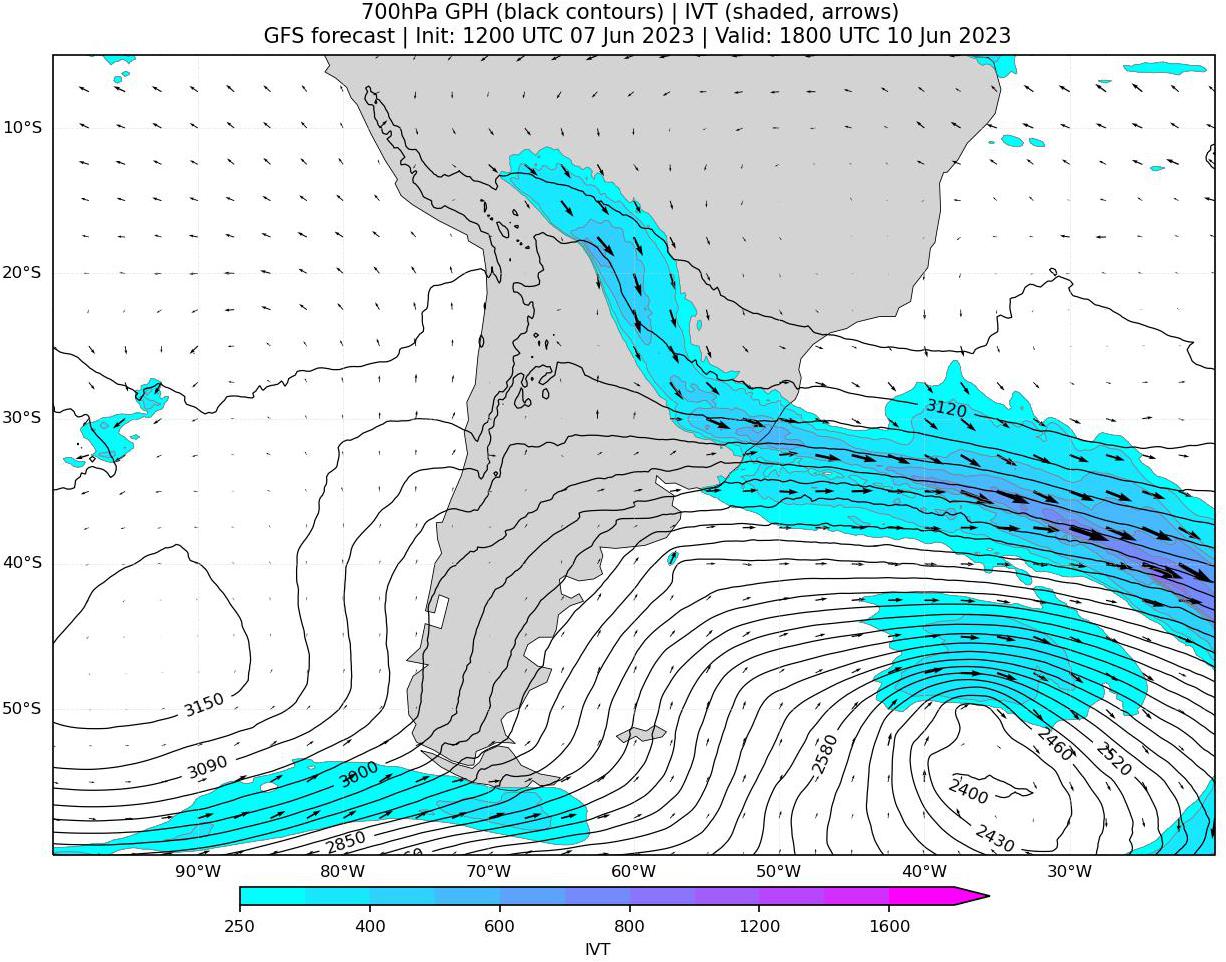 700hPa GPH (black contours) | IVT (shaded, arrows)
GFS forecast | Init: 1200 UTC 07 Jun 2023 | Valid: 1800 UTC 10 Jun 2023
10°S
20°S
30°S
40°S
50°S
3120
3150
3090
3000
2850
2580
2460
2520
2400
2430
90°W
80°W
70°W
60°W
50°W
40°W
30°W
250
400
600
800
1200
1600
IVT